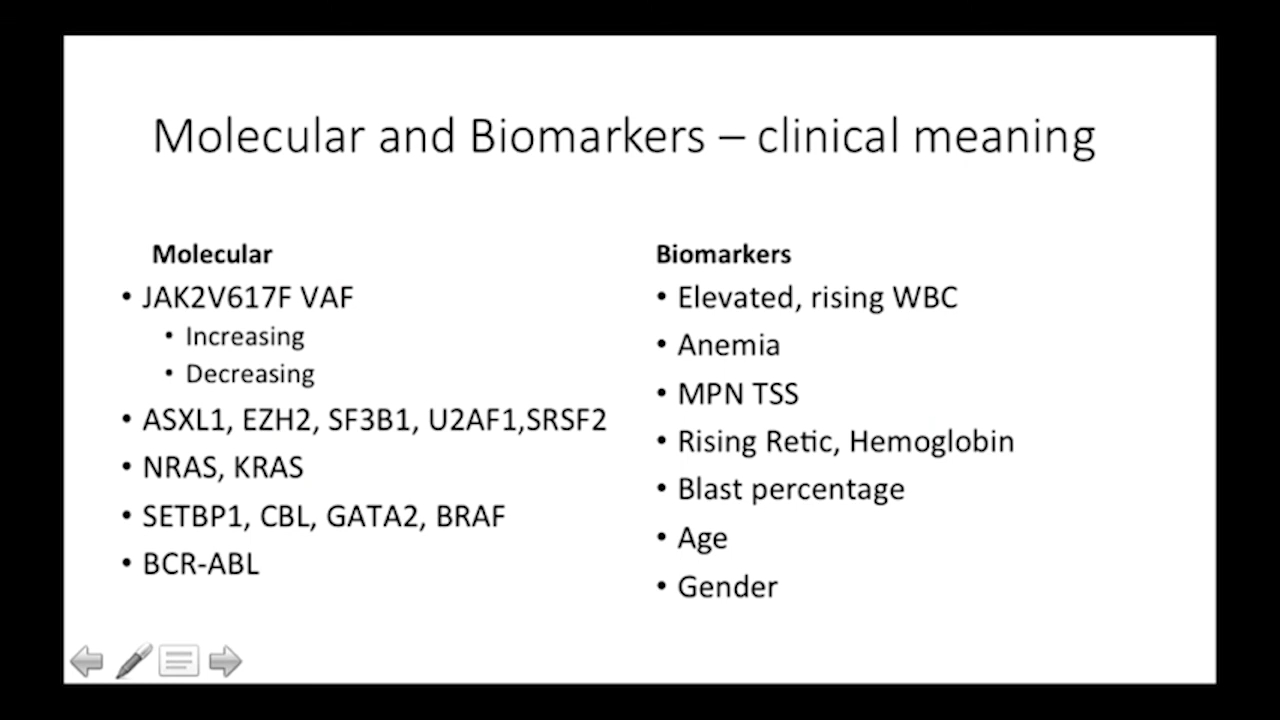 Molecular and Biomarkers – clinical meaning
Molecular
• JAK2V617F VAF
• Increasing
• Decreasing
• ASXL1, EZH2, SF3B1, U2AF1,SRSF2
• NRAS, KRAS
• SETBP1, CBL, GATA2, BRAF
• BCR-ABL
Biomarkers
• Elevated, rising WBC
• Anemia
• MPN TSS
• Rising Retic, Hemoglobin
• Blast percentage
• Age
• Gender